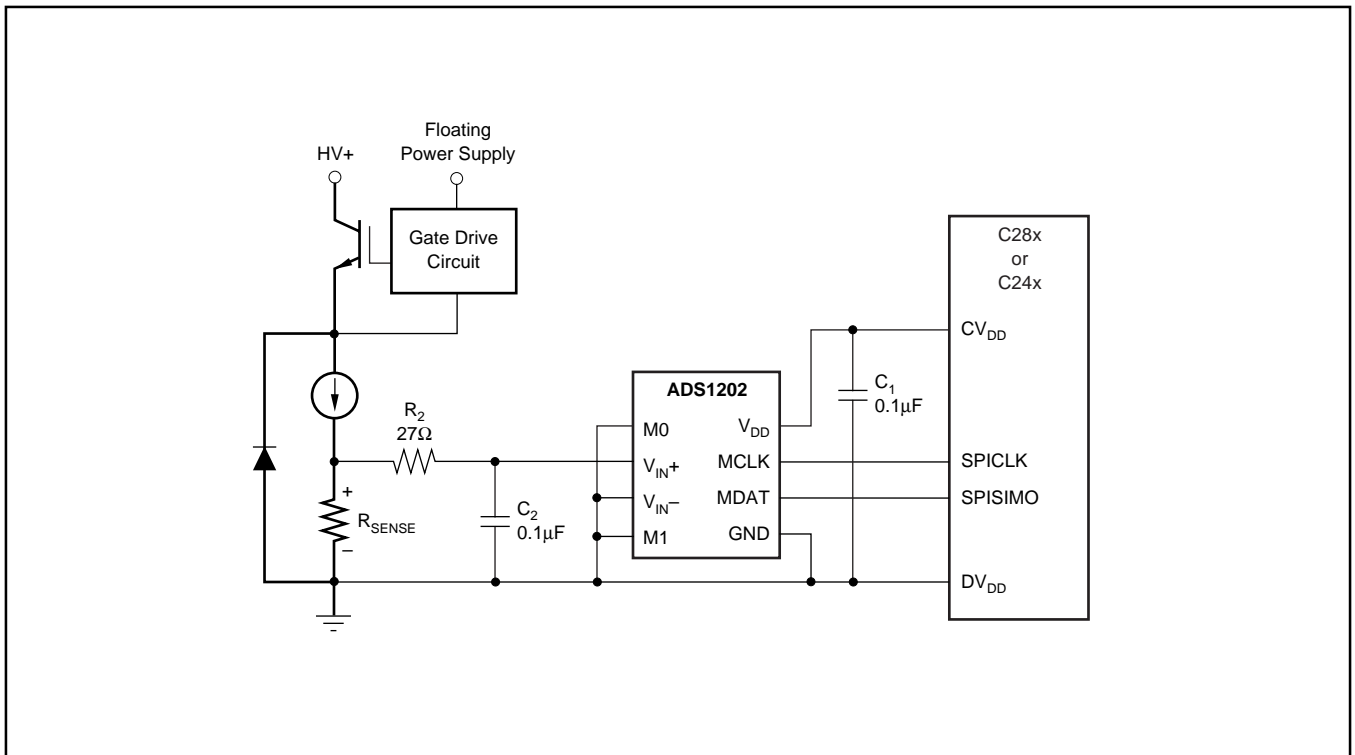 Floating
Power Supply
HV+
Gate Drive
Circuit
C28x
or
C24x
CV_DD
ADS1202
C_1
0.1μF
R_2
27Ω
M0
V_DD
V_IN+
MCLK
SPICLK
V_IN–
MDAT
SPISIMO
M1
GND
+
R_SENSE
–
C_2
0.1μF
DV_DD